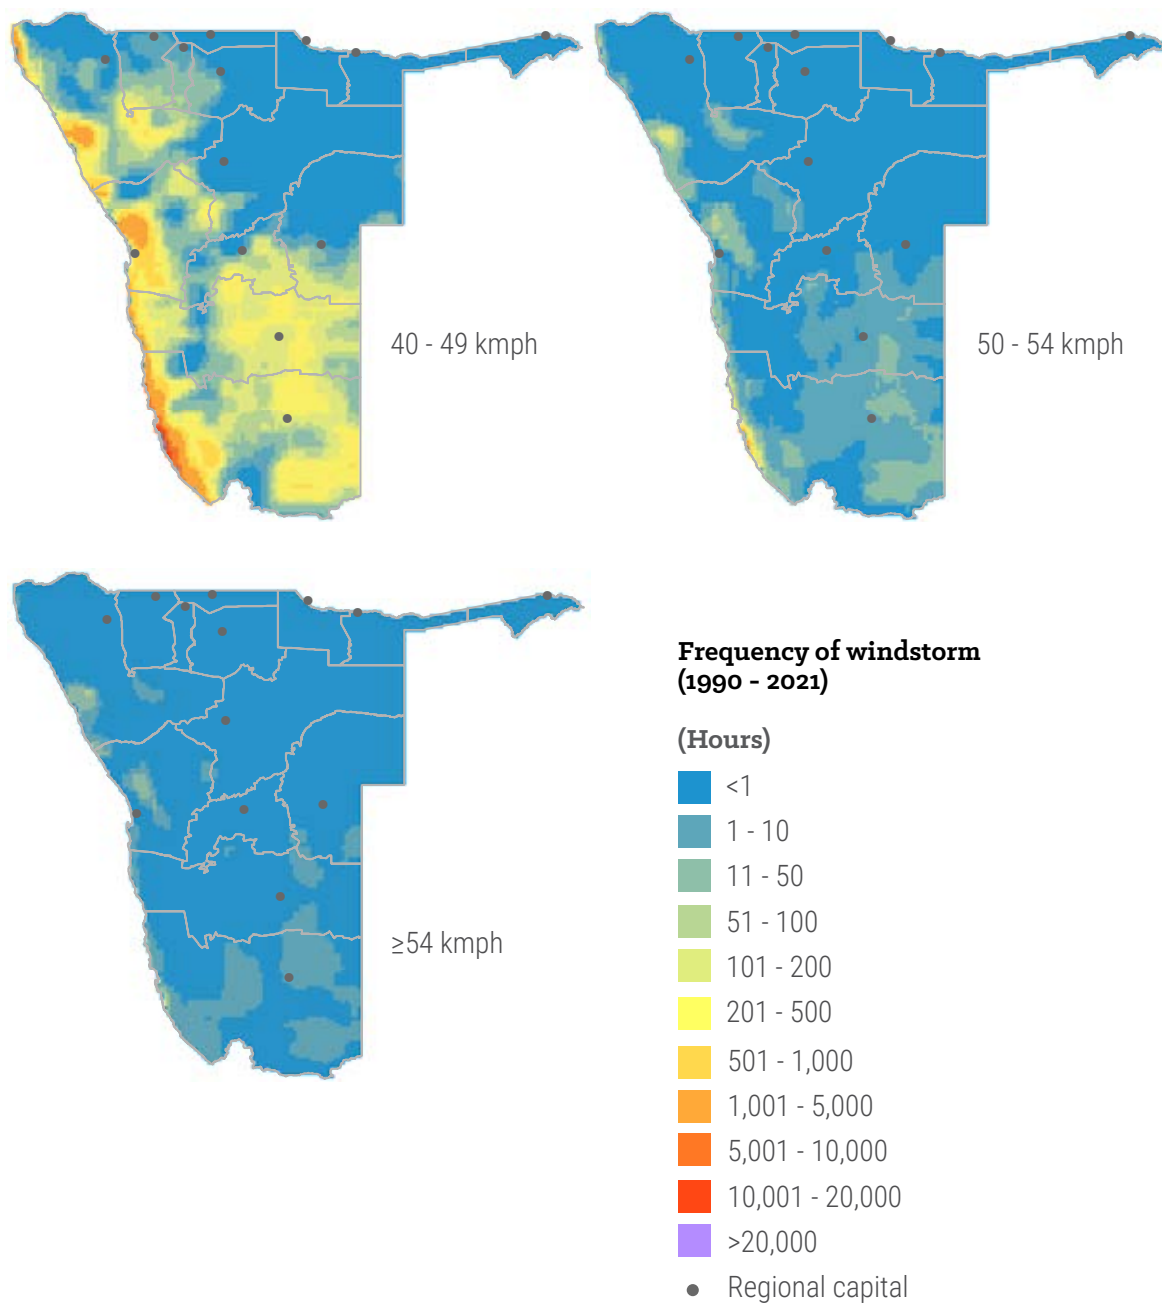 40 - 49 kmph
50 - 54 kmph
≥54 kmph
Frequency of windstorm
(1990 - 2021)
(Hours)
<1
1 - 10
11 - 50
51 - 100
101 - 200
201 - 500
501 - 1,000
1,001 - 5,000
5,001 - 10,000
10,001 - 20,000
>20,000
Regional capital